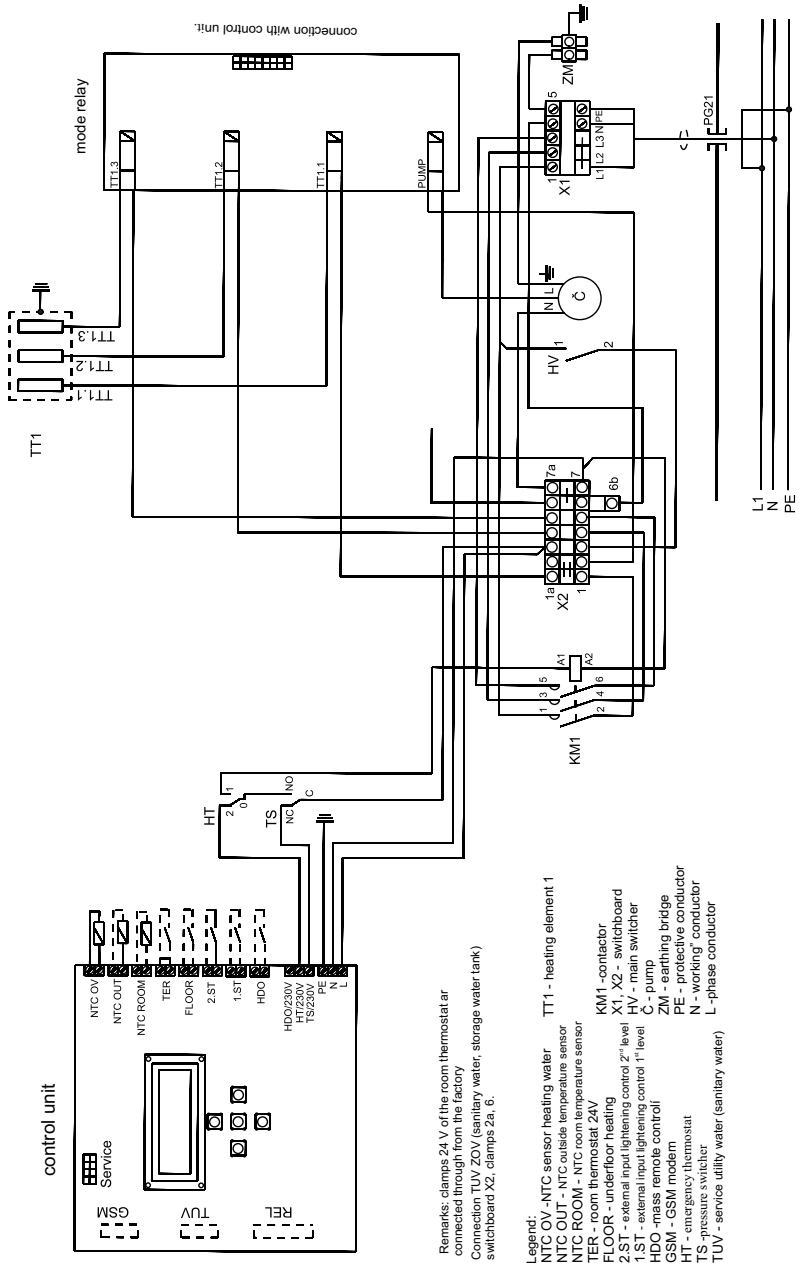 connection with control unit.
mode relay
TT1.3
TT1.2
TT1.1
PUMP
ZM
5
1
X1
L1 L2 L3 N PE
PG21
TT1.3
TT1.2
TT1.1
TT1
N L
Č
HV
1
2
7a
7
6b
1a
1
X2
L1
N
PE
A1
A2
5
3
1
6
4
2
KM1
HT
1
2
0
TS
NO
NC
C
control unit
Service
GSM
TUV
REL
NTC OV
NTC OUT
NTC ROOM
TER
FLOOR
2.ST
1.ST
HDO
HDO/230V
HT/230V
TS/230V
PE
N
L
Remarks: clamps 24 V of the room thermostat ar
connected through from the factory
Connection TUV ZOV (sanitary water, storage water tank)
switchboard X2, clamps 2a, 6.
Legend:
NTC OV -NTC sensor heating water
NTC OUT - NTC outside temperature sensor
NTC ROOM - NTC room temperature sensor
TER - room thermostat 24V
FLOOR - underfloor heating
2.ST - external input lightening control 2nd level
1.ST - external input lightening control 1st level
HDO -mass remote controlí
GSM - GSM modem
HT - emergency thermostat
TS -pressure switcher
TUV - service utility water (sanitary water)
TT1 - heating element 1
KM1 -contactor
X1, X2 - switchboard
HV - main switcher
Č - pump
ZM - earthing bridge
PE - protective conductor
N - working" conductor
L -phase conductor